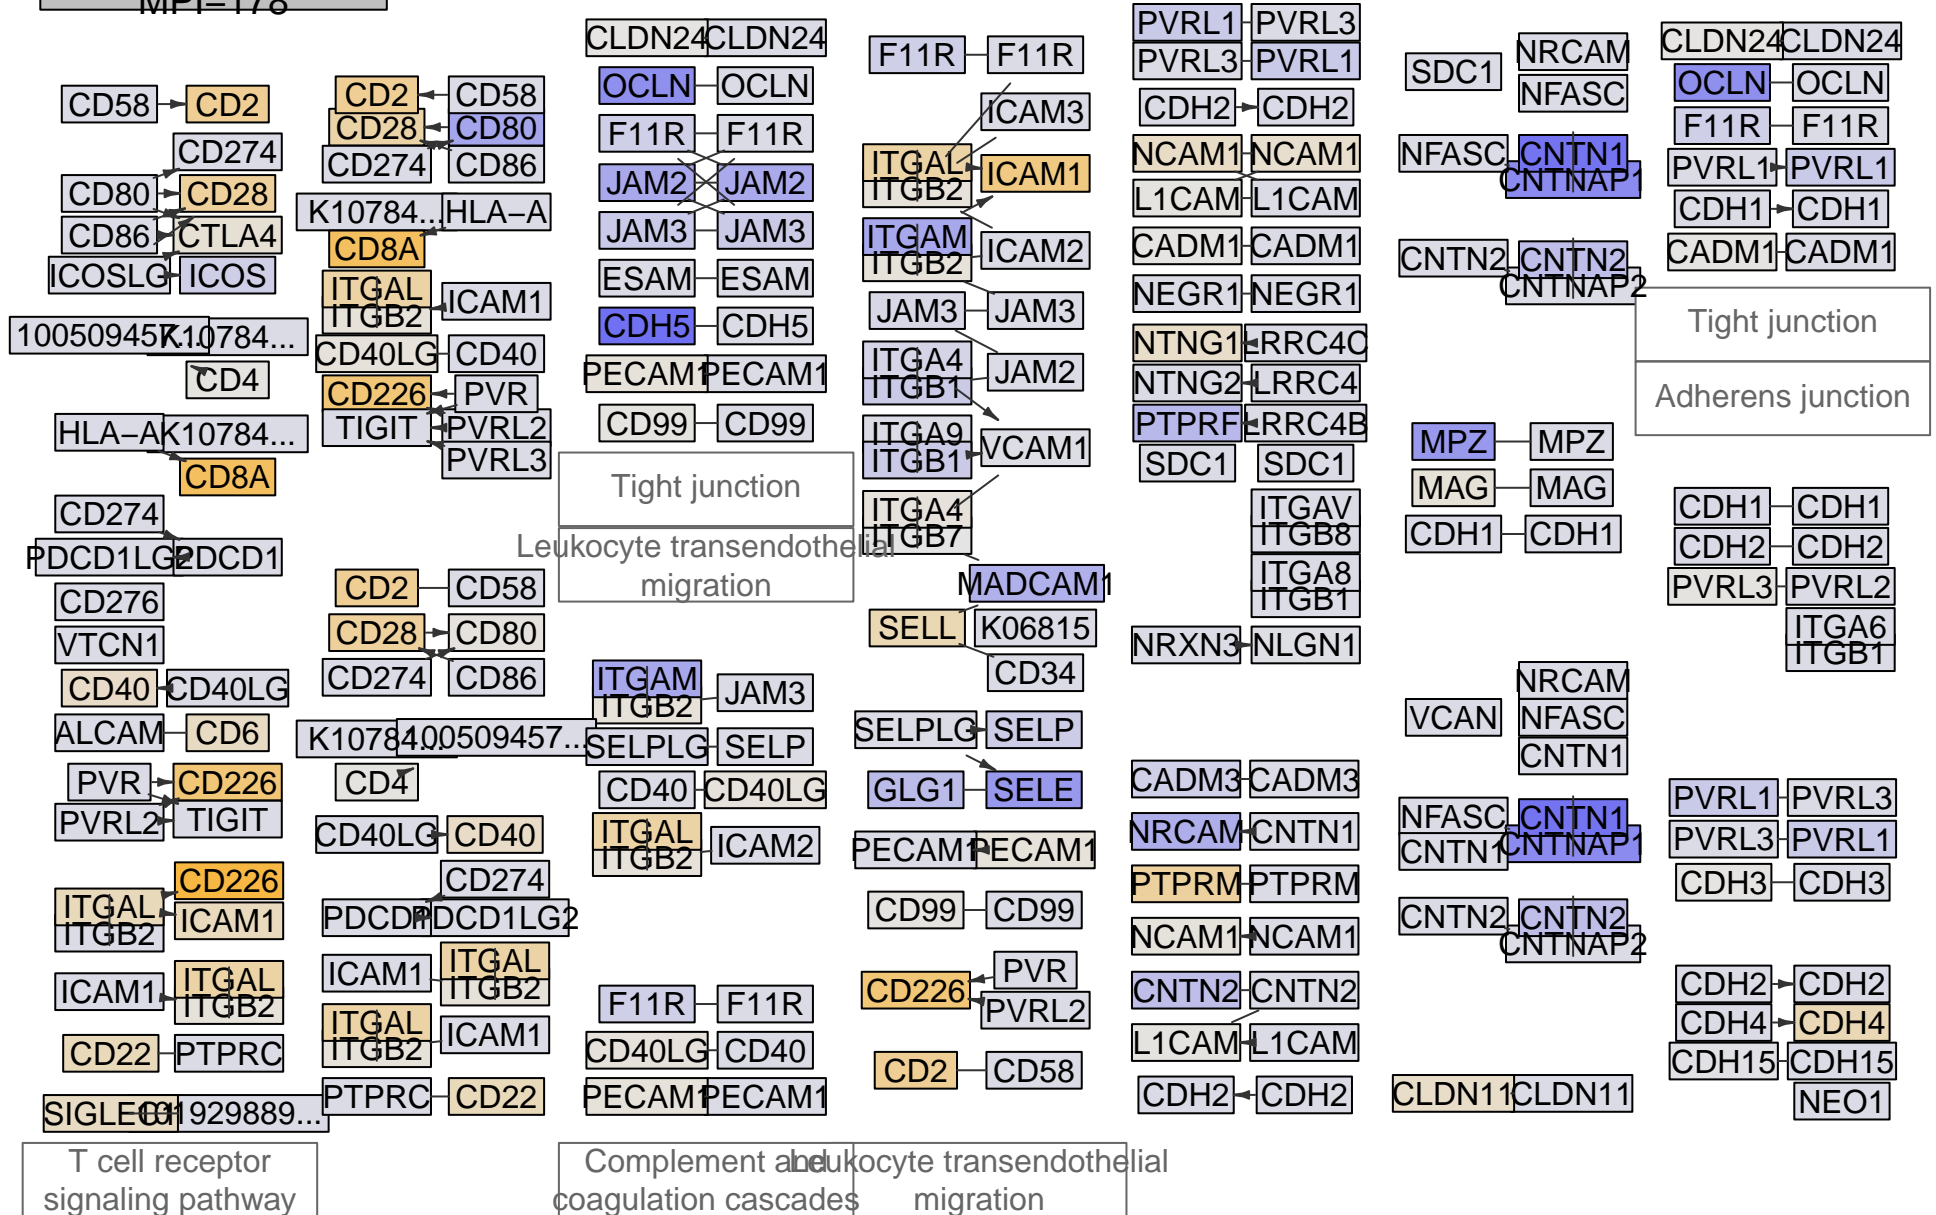 MPI−178
CD58
CD2
CD274
CD80
CD28
CD86
CTLA4
ICOSLG
ICOS
100509457...
K10784...
CD4
HLA−A
K10784...
CD8A
CD274
PDCD1LG2
PDCD1
CD276
VTCN1
CD40
CD40LG
ALCAM
CD6
PVR
CD226
PVRL2
TIGIT
CD226
ITGAL
ICAM1
ITGB2
ICAM1
ITGAL
ITGB2
CD22
PTPRC
T cell receptor
signaling pathway
CD2
CD58
CD28
CD80
CD274
CD86
K10784...
HLA−A
CD8A
ITGAL
ITGB2
ICAM1
CD40LG
CD40
CD226
PVR
TIGIT
PVRL2
PVRL3
CD2
CD58
CD28
CD80
CD274
CD86
K10784...
100509457...
CD4
CD40LG
CD40
CD274
PDCD1
PDCD1LG2
ICAM1
ITGAL
ITGB2
ITGAL
ITGB2
ICAM1
PTPRC
CD22
CLDN24
CLDN24
OCLN
OCLN
F11R
F11R
JAM2
JAM2
JAM3
JAM3
ESAM
ESAM
CDH5
CDH5
PECAM1
PECAM1
CD99
CD99
Tight junction
Leukocyte transendothelial
migration
ITGAM
ITGB2
JAM3
SELPLG
SELP
CD40
CD40LG
ITGAL
ITGB2
ICAM2
F11R
F11R
CD40LG
CD40
PECAM1
PECAM1
Complement and
coagulation cascades
F11R
F11R
ICAM3
ITGAL
ITGB2
ICAM1
ITGAM
ITGB2
ICAM2
JAM3
JAM3
ITGA4
ITGB1
JAM2
ITGA9
ITGB1
VCAM1
ITGA4
ITGB7
MADCAM1
SELL
K06815
CD34
SELPLG
SELP
GLG1
SELE
PECAM1
PECAM1
CD99
CD99
CD226
PVR
PVRL2
CD2
CD58
Leukocyte transendothelial
migration
PVRL1
PVRL3
PVRL3
PVRL1
CDH2
CDH2
NCAM1
NCAM1
L1CAM
L1CAM
CADM1
CADM1
NEGR1
NEGR1
NTNG1
LRRC4C
NTNG2
LRRC4
PTPRF
LRRC4B
SDC1
SDC1
ITGAV
ITGB8
ITGA8
ITGB1
NRXN3
NLGN1
CADM3
CADM3
NRCAM
CNTN1
PTPRM
PTPRM
NCAM1
NCAM1
CNTN2
CNTN2
L1CAM
L1CAM
CDH2
CDH2
SDC1
NRCAM
NFASC
NFASC
CNTN1
CNTNAP1
CNTN2
CNTN2
CNTNAP2
MPZ
MPZ
MAG
MAG
CDH1
CDH1
VCAN
NRCAM
NFASC
CNTN1
NFASC
CNTN1
CNTN1
CNTNAP1
CNTN2
CNTN2
CNTNAP2
CLDN11
CLDN11
CLDN24
CLDN24
OCLN
OCLN
F11R
F11R
PVRL1
PVRL1
CDH1
CDH1
CADM1
CADM1
Tight junction
Adherens junction
CDH1
CDH1
CDH2
CDH2
PVRL3
PVRL2
ITGA6
ITGB1
PVRL1
PVRL3
PVRL3
PVRL1
CDH3
CDH3
CDH2
CDH2
CDH4
CDH4
CDH15
CDH15
NEO1